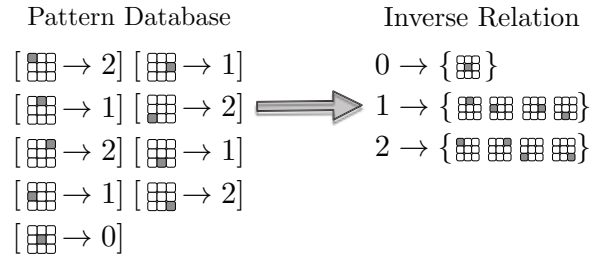 Pattern Database
Inverse Relation
[ → 2] [ → 1]
[ → 1] [ → 2]
[ → 2] [ → 1]
[ → 1] [ → 2]
[ → 0]
0 → { }
1 → { }
2 → { }